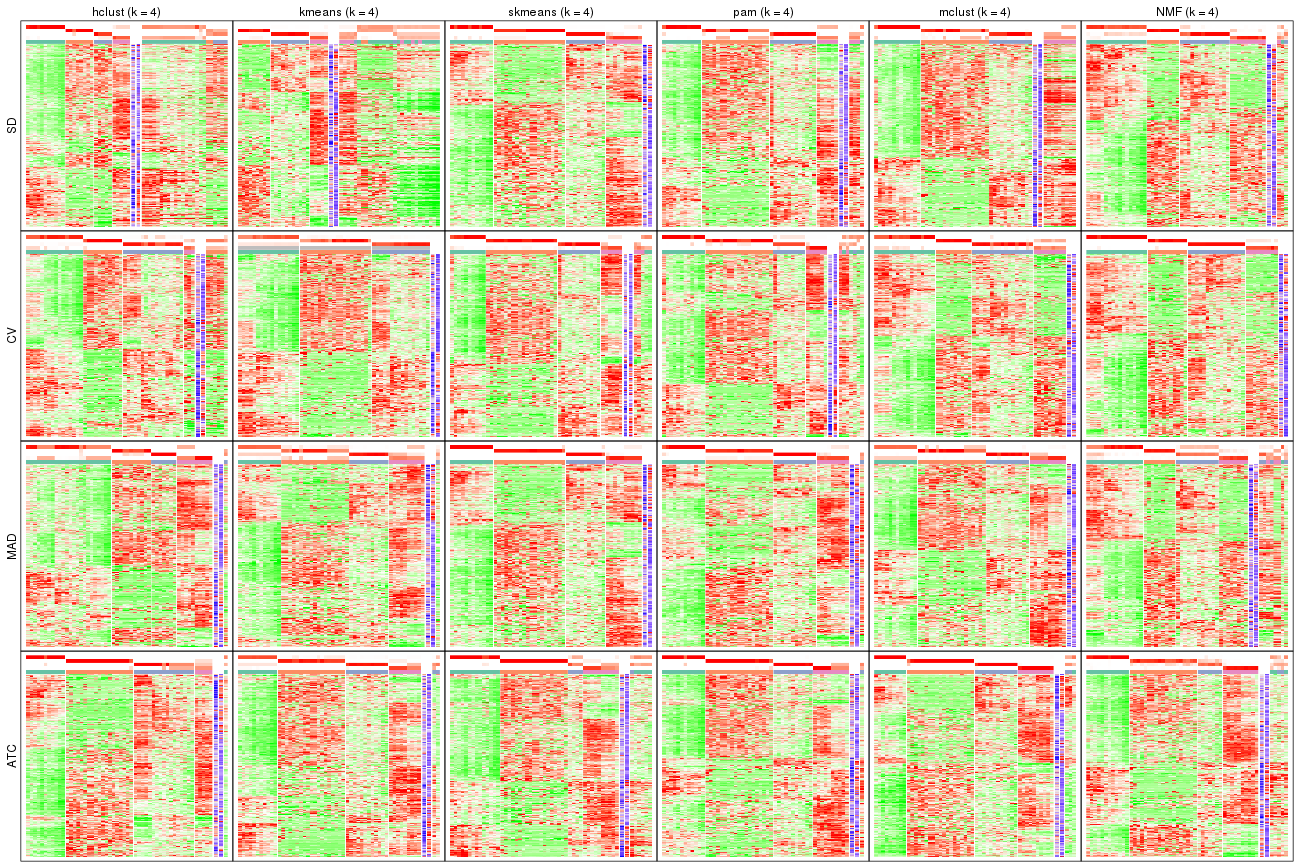 hclust (k = 4) kmeans (k = 4) skmeans (k = 4) pam (k = 4) mclust (k = 4) NMF (k = 4)
SD
CV
MAD
ATC